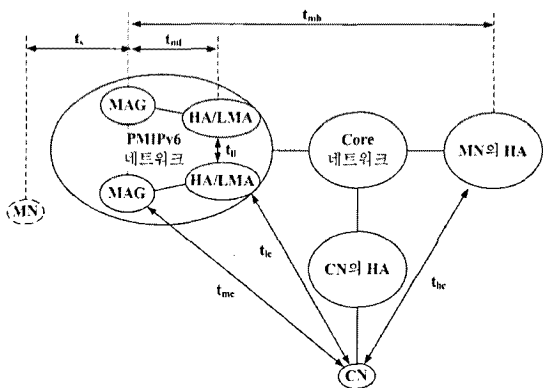 t_mh
t_s
t_ml
MAG
HA/LMA
PMIPv6
네트워크
t_ll
MAG
HA/LMA
Core
네트워크
MN의 HA
MN
CN의 HA
t_lc
t_mc
t_hc
CN